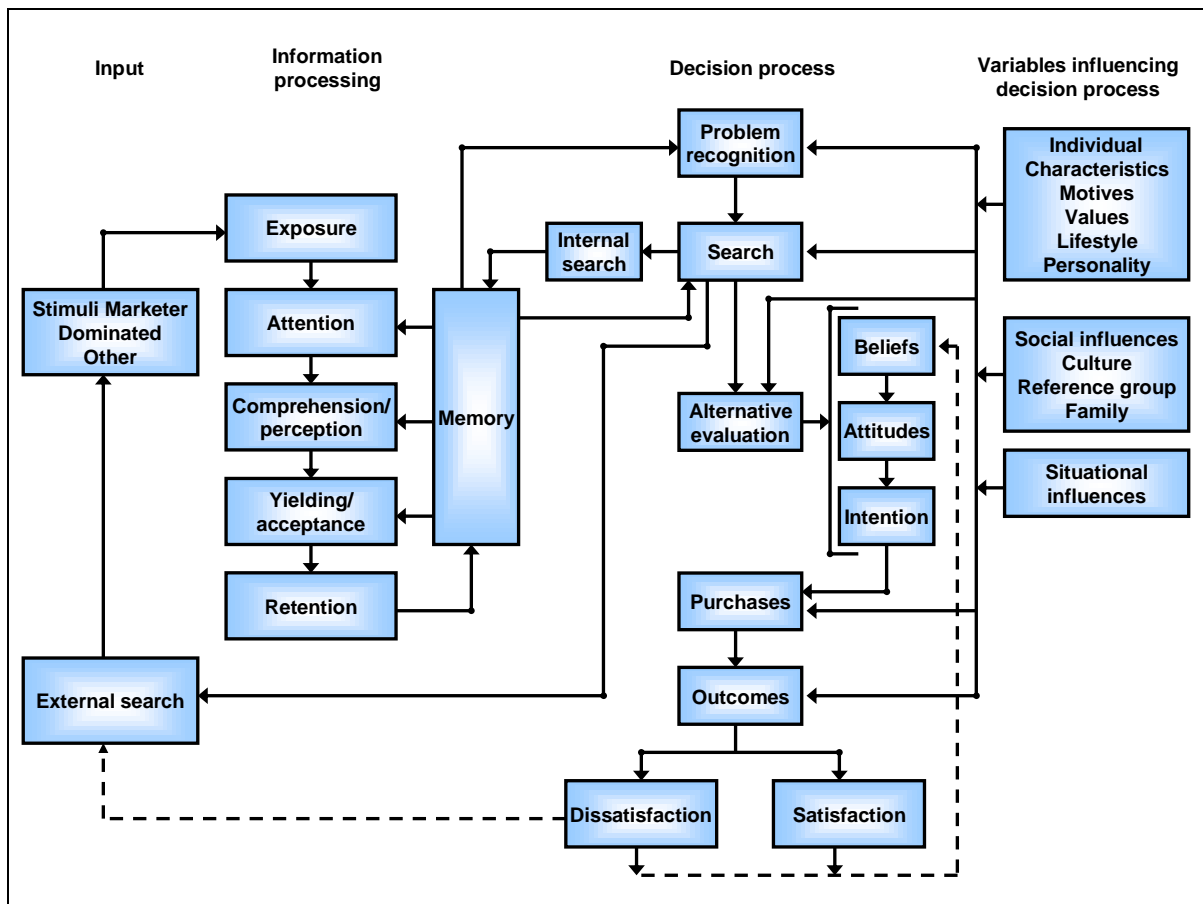 Input
Information
processing
Decision process
Variables influencing
decision process
Stimuli Marketer
Dominated
Other
External search
Exposure
Attention
Comprehension/
perception
Yielding/
acceptance
Retention
Memory
Internal
search
Problem
recognition
Search
Alternative
evaluation
Beliefs
Attitudes
Intention
Purchases
Outcomes
Dissatisfaction
Satisfaction
Individual
Characteristics
Motives
Values
Lifestyle
Personality
Social influences
Culture
Reference group
Family
Situational
influences